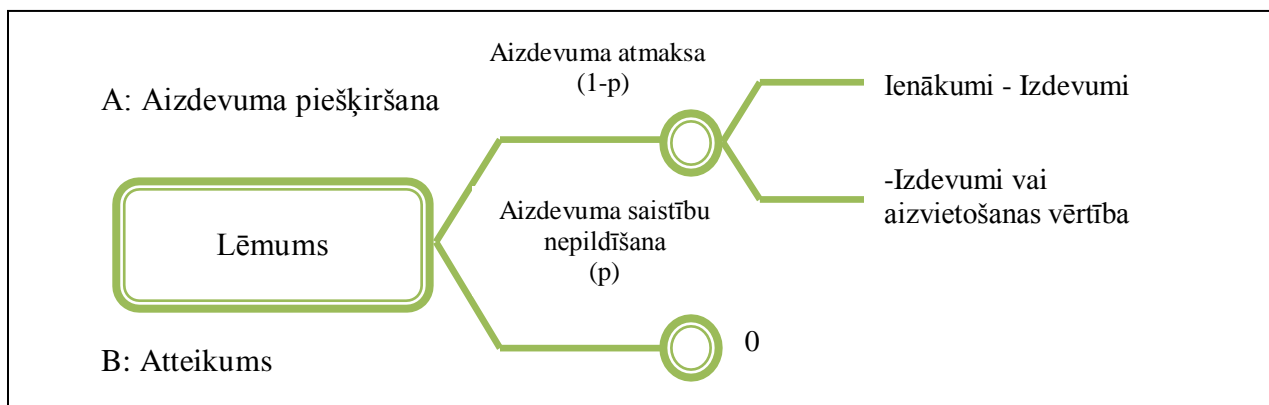 Aizdevuma atmaksa
(1-p)
A: Aizdevuma piešķiršana
Ienākumi - Izdevumi
-Izdevumi vai
aizvietošanas vērtība
Aizdevuma saistību
nepildīšana
(p)
Lēmums
0
B: Atteikums